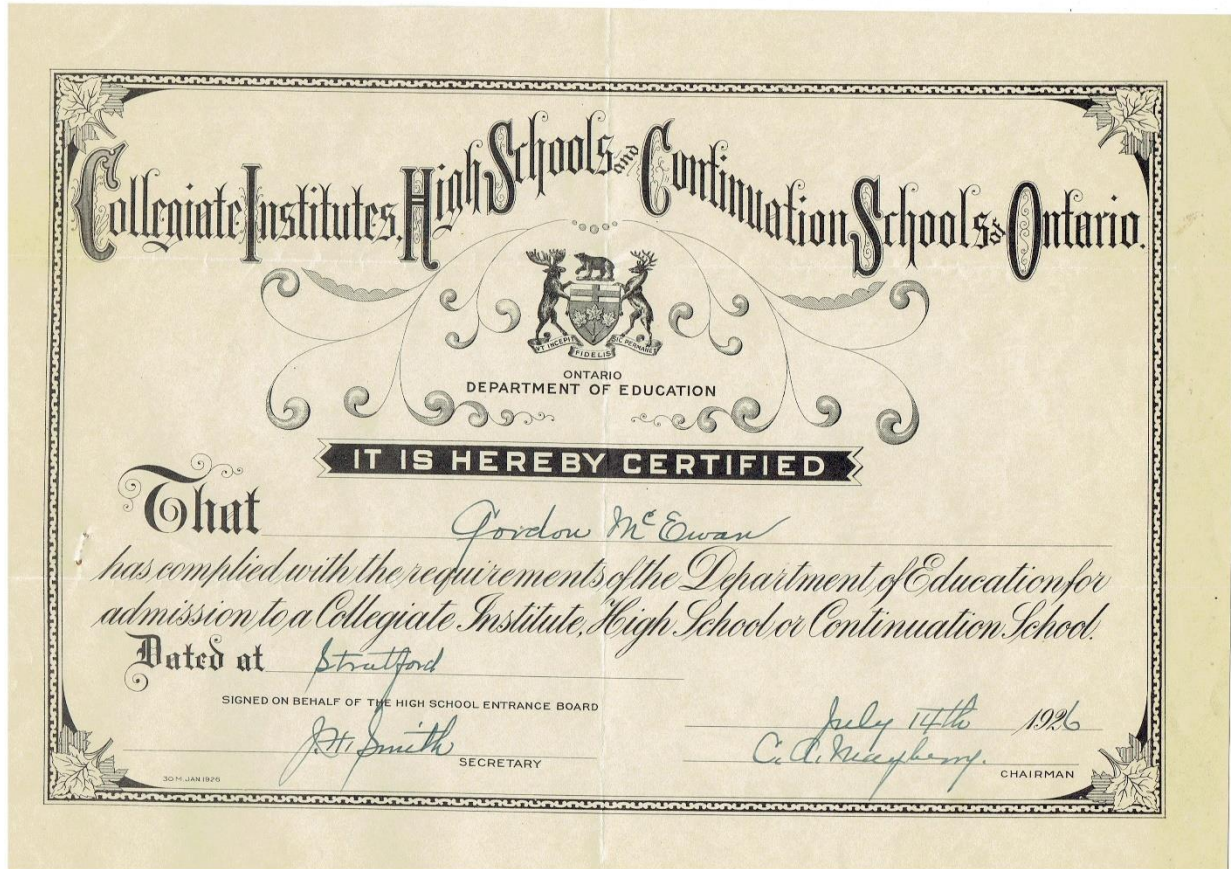 Collegiate Institutes, High Schools and Continuation Schools of Ontario.
VT INCEPIT FIDELIS SIC PERMANET
ONTARIO
DEPARTMENT OF EDUCATION
IT IS HEREBY CERTIFIED
That Gordon McEwan
has complied with the requirements of the Department of Education for
admission to a Collegiate Institute, High School or Continuation School.
Dated at Stratford
SIGNED ON BEHALF OF THE HIGH SCHOOL ENTRANCE BOARD
July 14th 1926
J.H. Smith SECRETARY
C. A. Mayberry. CHAIRMAN
30M. JAN 1926